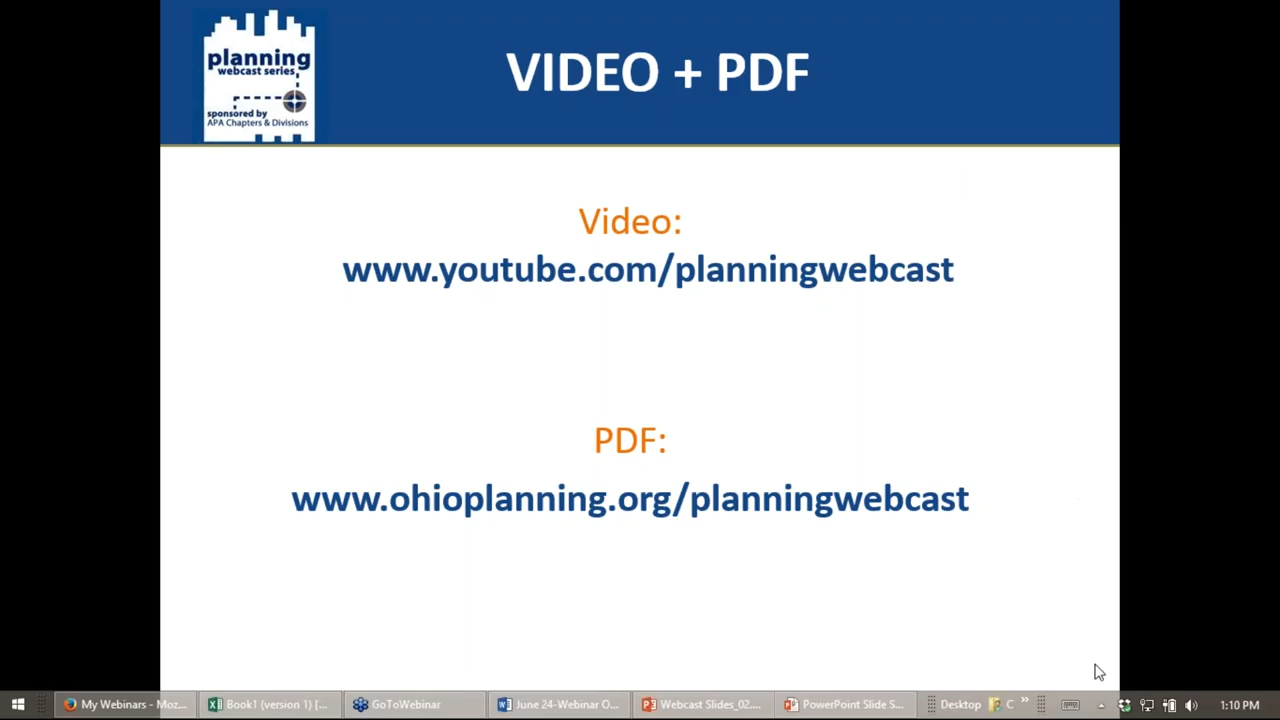 planning
webcast series
sponsored by
APA Chapters & Divisions
VIDEO + PDF
Video:
www.youtube.com/planningwebcast
PDF:
www.ohioplanning.org/planningwebcast
My Webinars - Moz...
Book1 (version 1) [...
GoToWebinar
June 24-Webinar O...
Webcast Slides_02....
PowerPoint Slide S...
Desktop
C
1:10 PM